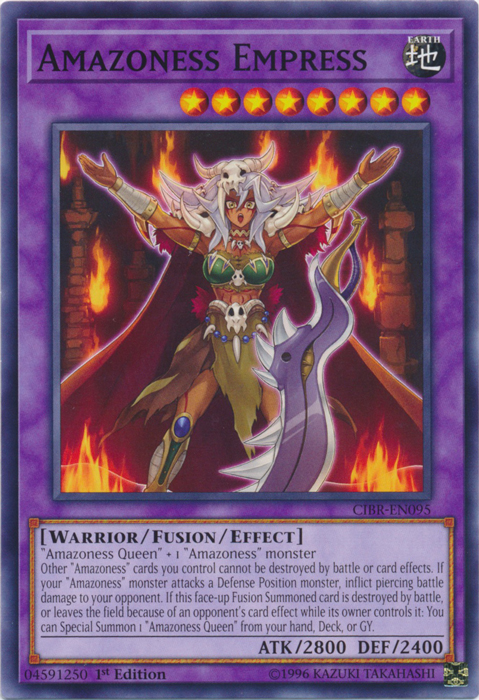 AMAZONESS EMPRESS
EARTH
地
CIBR-EN095
[WARRIOR/FUSION/EFFECT]
"Amazoness Queen" + 1 "Amazoness" monster
Other "Amazoness" cards you control cannot be destroyed by battle or card effects. If
your "Amazoness" monster attacks a Defense Position monster, inflict piercing battle
damage to your opponent. If this face-up Fusion Summoned card is destroyed by battle,
or leaves the field because of an opponent's card effect while its owner controls it: You
can Special Summon 1 "Amazoness Queen" from your hand, Deck, or GY.
ATK/2800 DEF/2400
04591250 1st Edition ©1996 KAZUKI TAKAHASHI